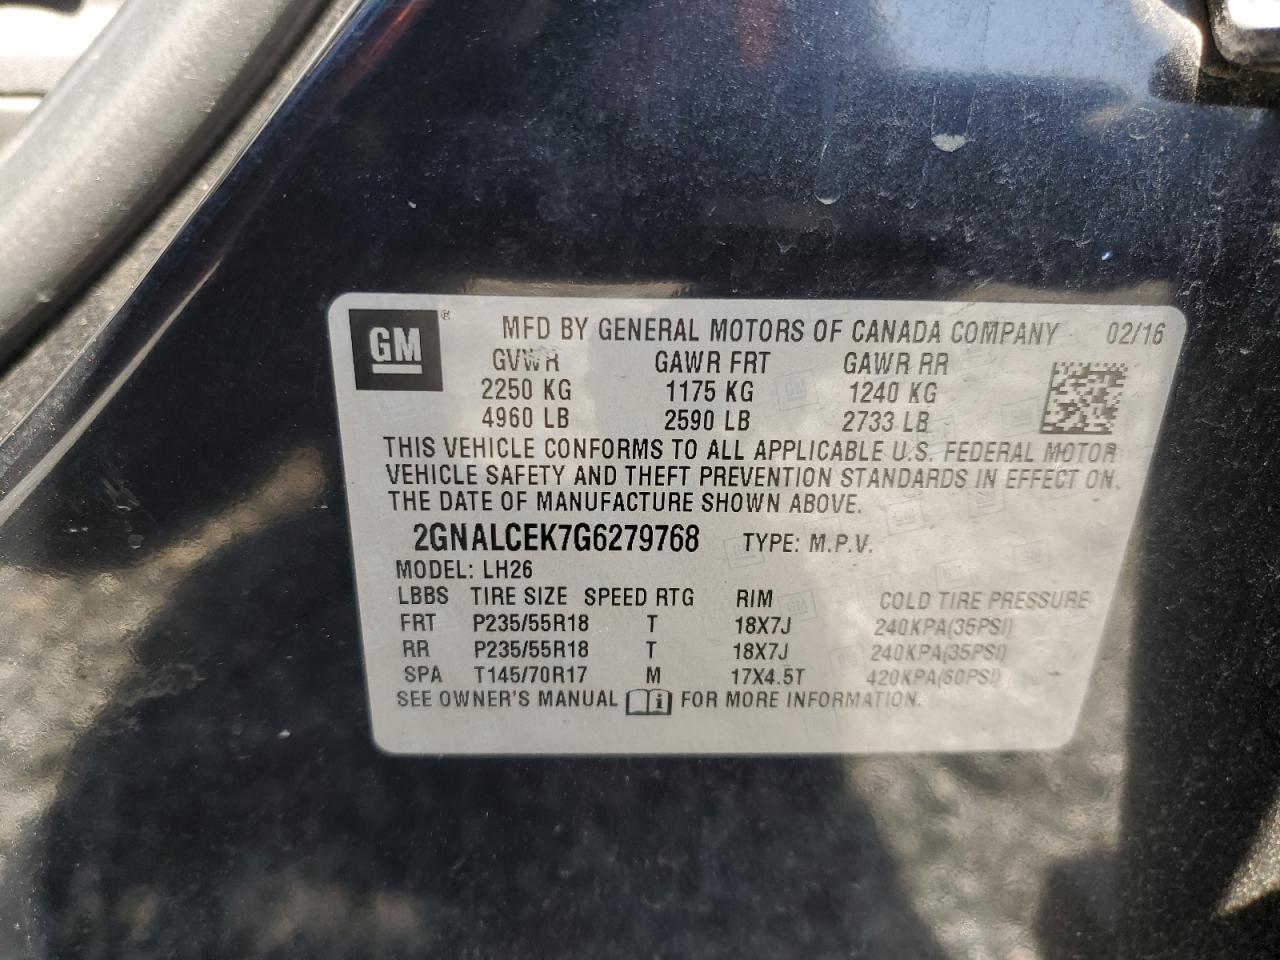 GM ® MFD BY GENERAL MOTORS OF CANADA COMPANY 02/16
GVWR GAWR FRT GAWR RR
2250 KG 1175 KG 1240 KG
4960 LB 2590 LB 2733 LB
THIS VEHICLE CONFORMS TO ALL APPLICABLE U.S. FEDERAL MOTOR
VEHICLE SAFETY AND THEFT PREVENTION STANDARDS IN EFFECT ON
THE DATE OF MANUFACTURE SHOWN ABOVE.
2GNALCEK7G6279768 TYPE: M.P.V.
MODEL: LH26
LBBS TIRE SIZE SPEED RTG RIM COLD TIRE PRESSURE
FRT P235/55R18 T 18X7J 240KPA(35PSI)
RR P235/55R18 T 18X7J 240KPA(35PSI)
SPA T145/70R17 M 17X4.5T 420KPA(60PSI)
SEE OWNER'S MANUAL i FOR MORE INFORMATION.